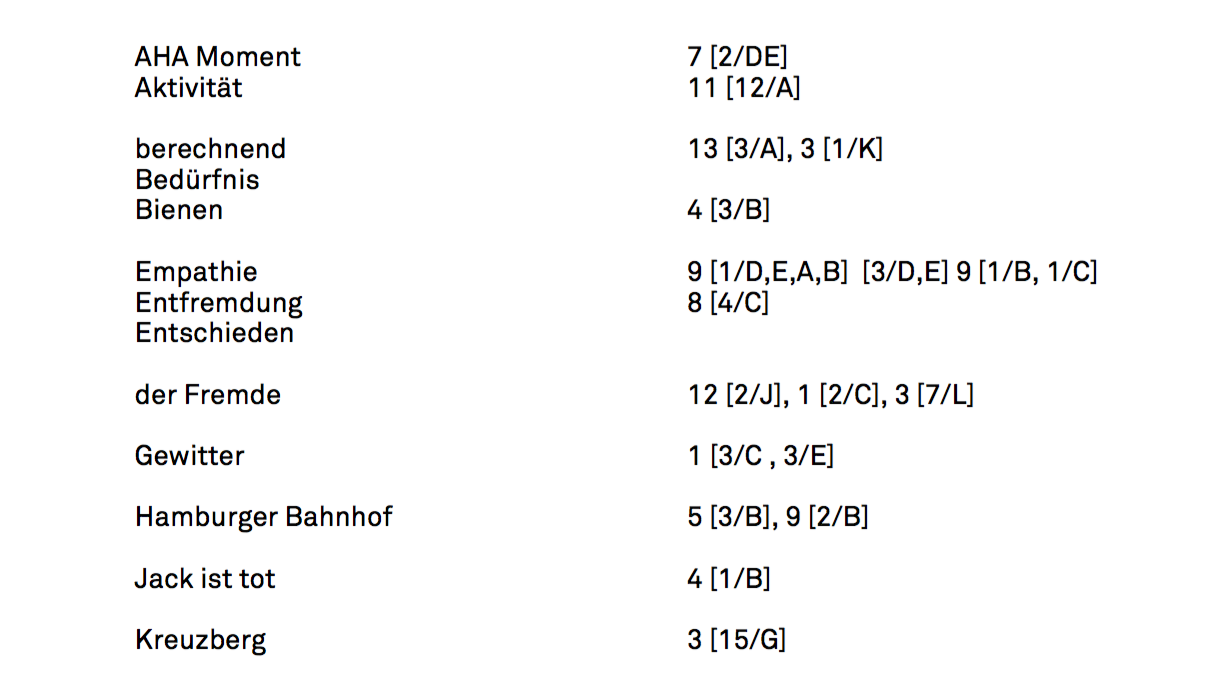 AHA Moment 7 [2/DE]
Aktivität 11 [12/A]
berechnend 13 [3/A], 3 [1/K]
Bedürfnis
Bienen 4 [3/B]
Empathie 9 [1/D,E,A,B]  [3/D,E] 9 [1/B, 1/C]
Entfremdung 8 [4/C]
Entschieden
der Fremde 12 [2/J], 1 [2/C], 3 [7/L]
Gewitter 1 [3/C , 3/E]
Hamburger Bahnhof 5 [3/B], 9 [2/B]
Jack ist tot 4 [1/B]
Kreuzberg 3 [15/G]